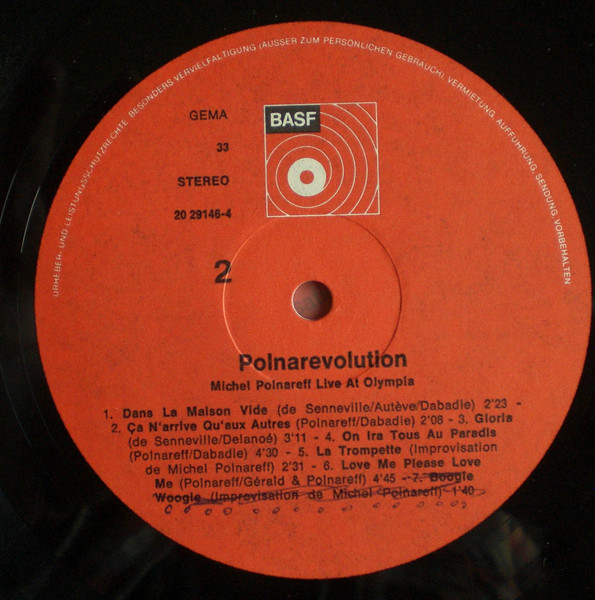 URHEBER- UND LEISTUNGSSCHUTZRECHTE, BESONDERS VERVIELFÄLTIGUNG (AUSSER ZUM PERSÖNLICHEN GEBRAUCH), VERMIETUNG, AUFFÜHRUNG, SENDUNG VORBEHALTEN
GEMA
BASF
33
STEREO
20 29146-4
2
Polnarevolution
Michel Polnareff Live At Olympia
1. Dans La Maison Vide (de Senneville/Autève/Dabadie) 2'23 -
2. Ça N'arrive Qu'aux Autres (Polnareff/Dabadie) 2'08 - 3. Gloria
(de Senneville/Delanoé) 3'11 - 4. On Ira Tous Au Paradis
(Polnareff/Dabadie) 4'30 - 5. La Trompette (Improvisation
de Michel Polnareff) 2'31 - 6. Love Me Please Love
Me (Polnareff/Gérald & Polnareff) 4'45 - 7. Boogie
Woogie (Improvisation de Michel Polnareff) 1'40